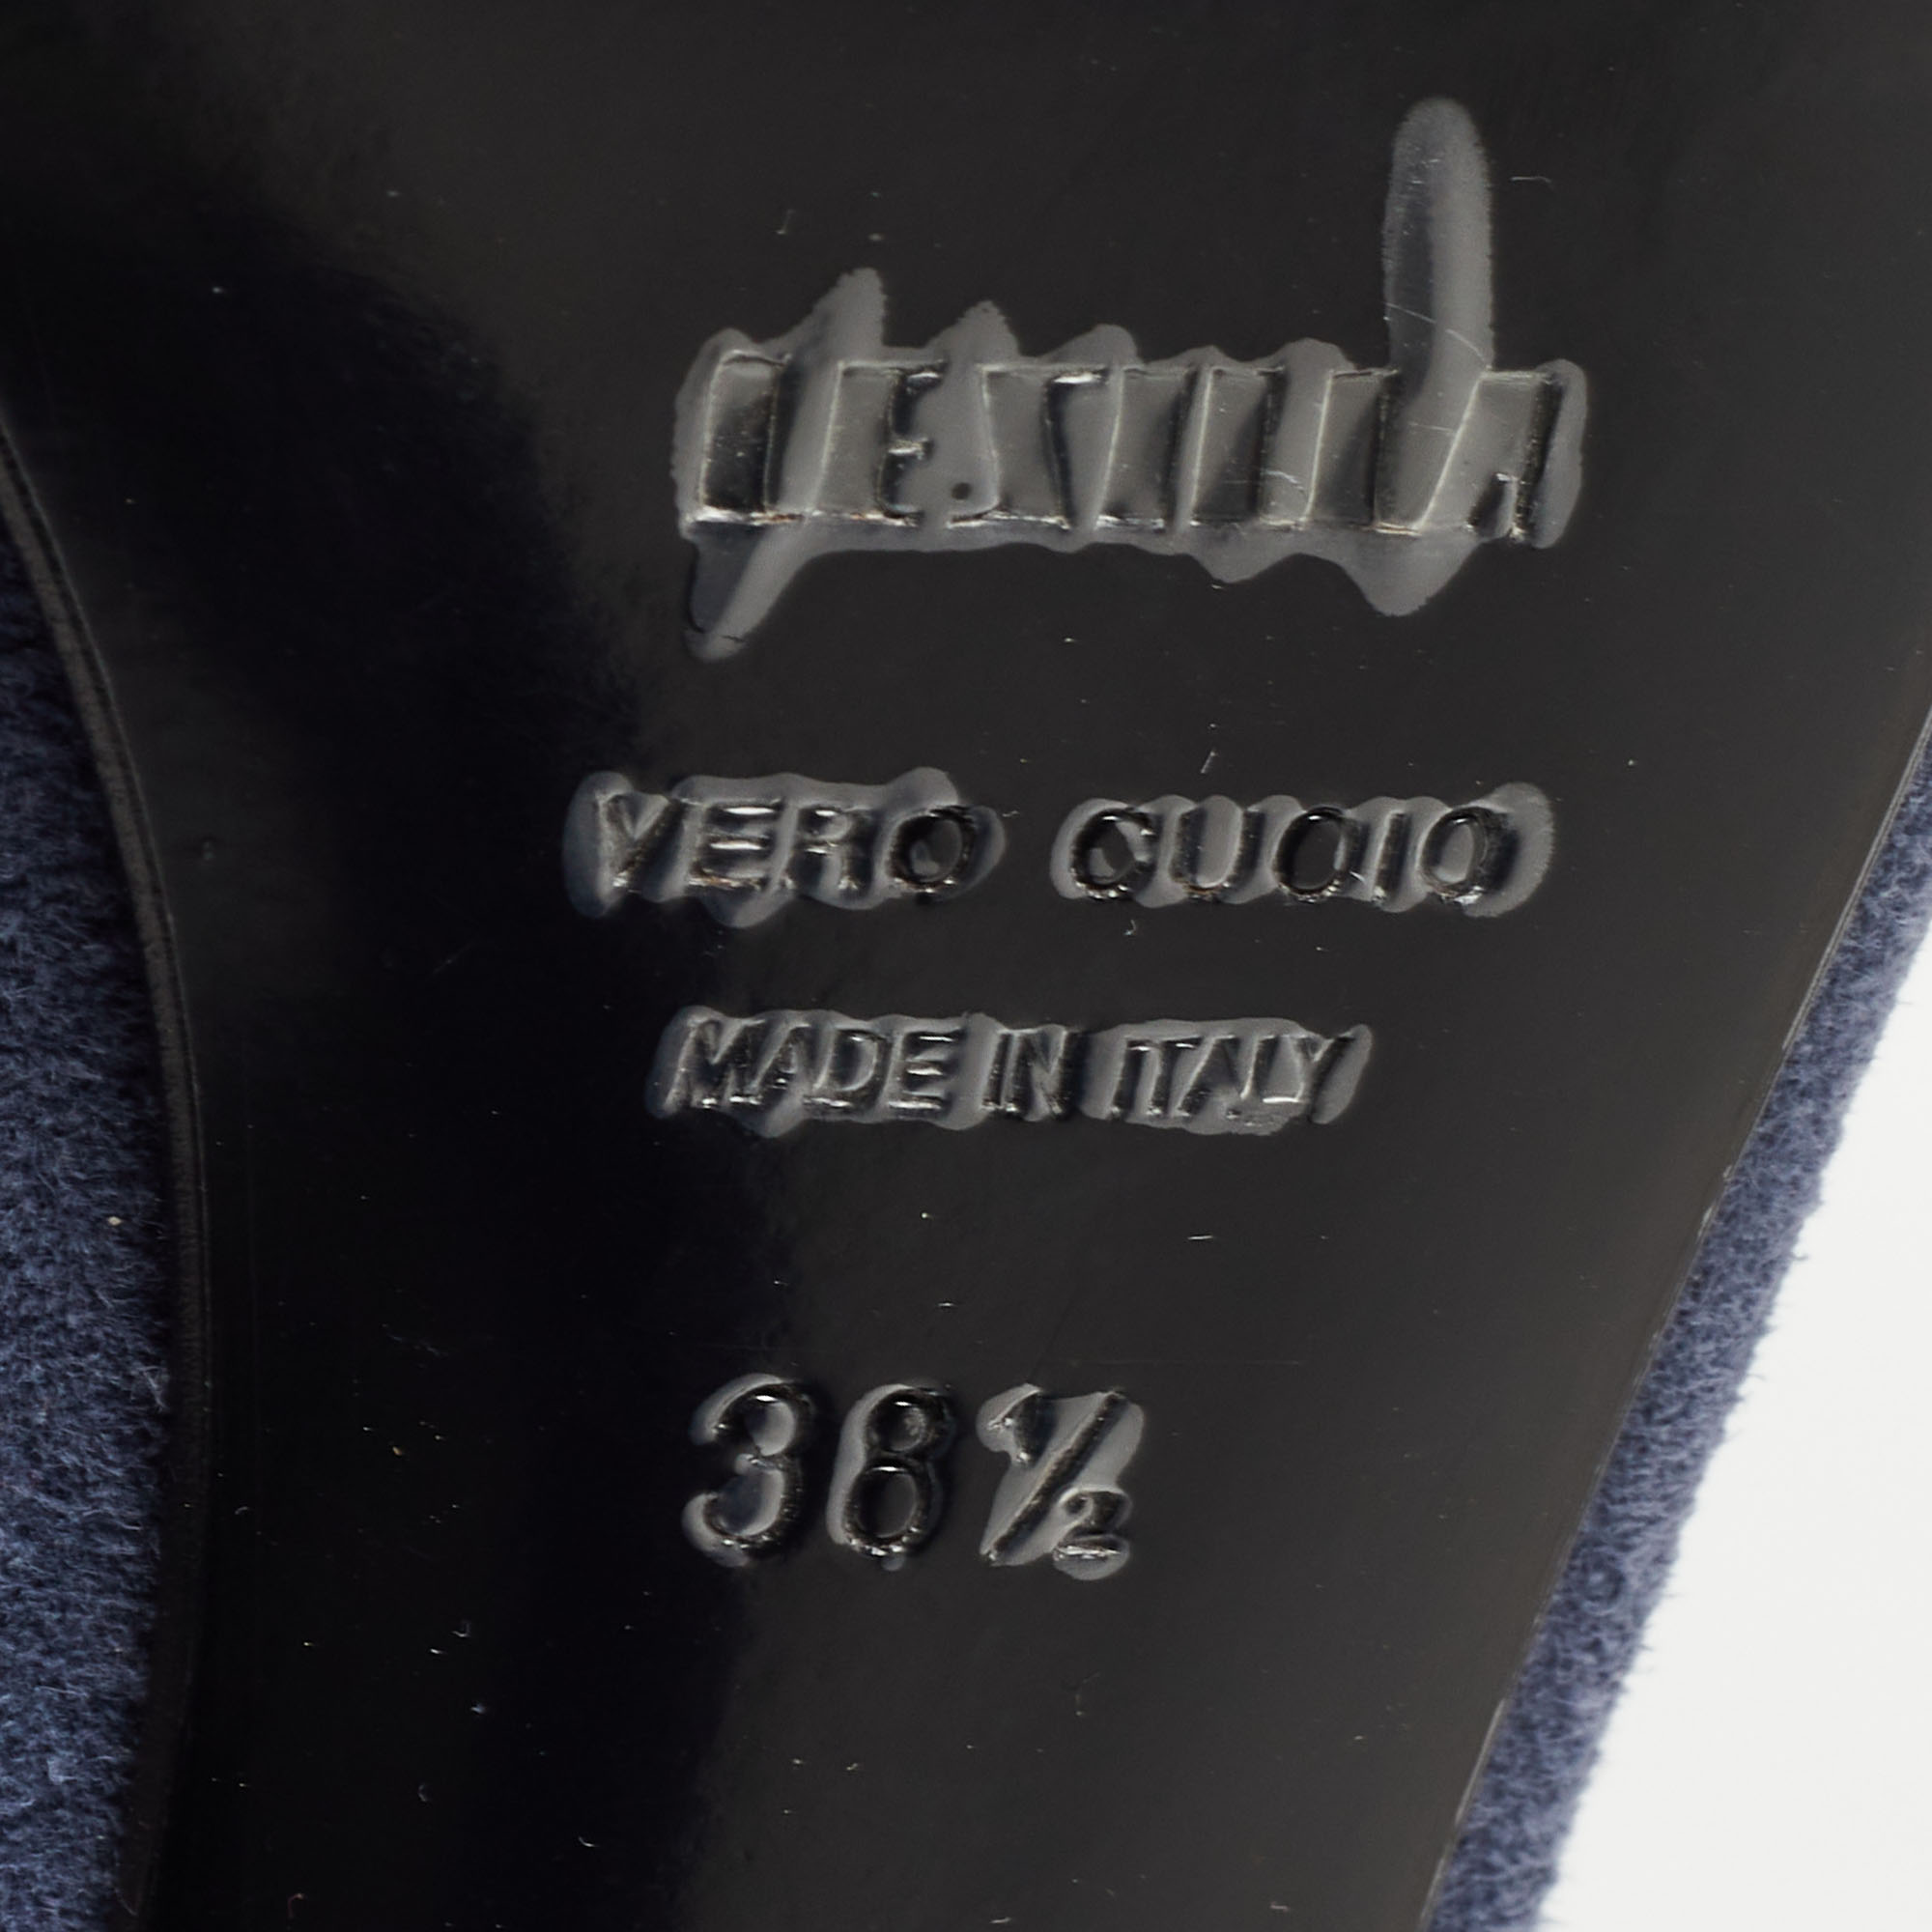 VERO CUOIO
MADE IN ITALY
38½